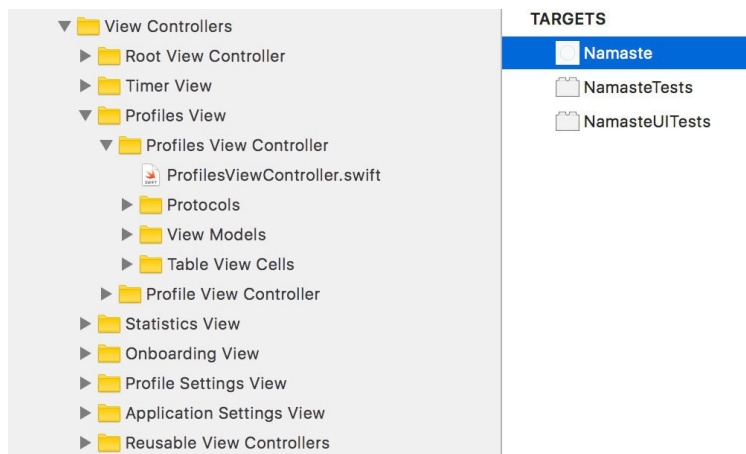 View Controllers
Root View Controller
Timer View
Profiles View
Profiles View Controller
ProfilesViewController.swift
Protocols
View Models
Table View Cells
Profile View Controller
Statistics View
Onboarding View
Profile Settings View
Application Settings View
Reusable View Controllers
TARGETS
Namaste
NamasteTests
NamasteUITests